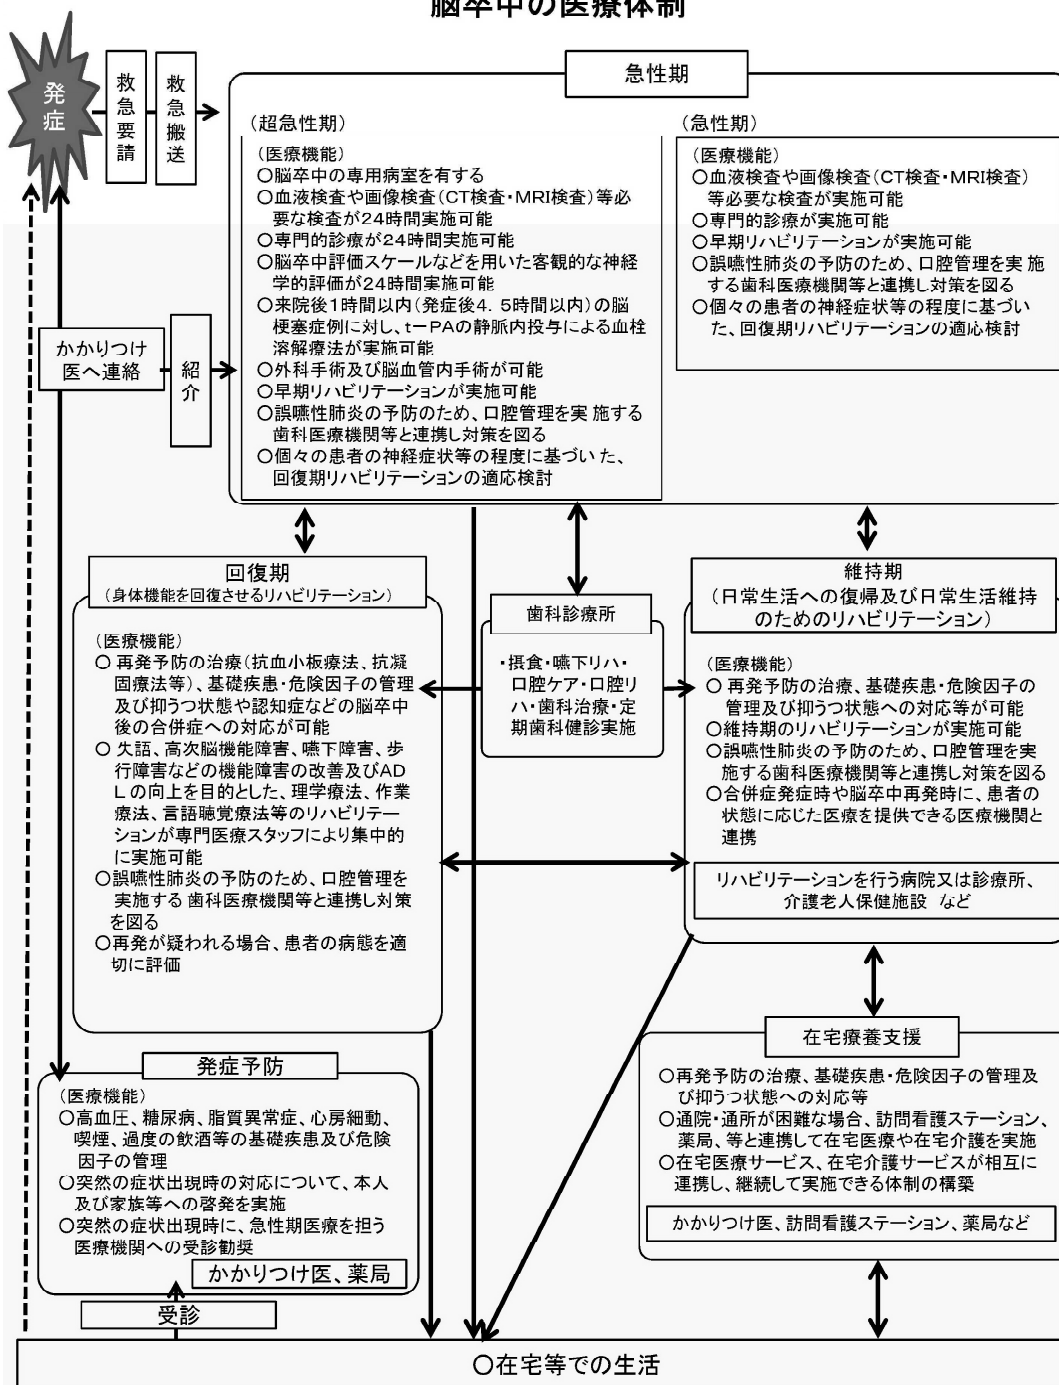 脳卒中の医療体制
発症
救急要請
救急搬送
急性期
(超急性期)
(医療機能)
○脳卒中の専用病室を有する
○血液検査や画像検査(CT検査・MRI検査)等必
要な検査が24時間実施可能
○専門的診療が24時間実施可能
○脳卒中評価スケールなどを用いた客観的な神経
学的評価が24時間実施可能
○来院後1時間以内(発症後4.5時間以内)の脳
梗塞症例に対し、t-PAの静脈内投与による血栓
溶解療法が実施可能
○外科手術及び脳血管内手術が可能
○早期リハビリテーションが実施可能
○誤嚥性肺炎の予防のため、口腔管理を実施する
歯科医療機関等と連携し対策を図る
○個々の患者の神経症状等の程度に基づいた、
回復期リハビリテーションの適応検討
(急性期)
(医療機能)
○血液検査や画像検査(CT検査・MRI検査)
等必要な検査が実施可能
○専門的診療が実施可能
○早期リハビリテーションが実施可能
○誤嚥性肺炎の予防のため、口腔管理を実施
する歯科医療機関等と連携し対策を図る
○個々の患者の神経症状等の程度に基づい
た、回復期リハビリテーションの適応検討
かかりつけ
医へ連絡
紹介
回復期
(身体機能を回復させるリハビリテーション)
(医療機能)
○ 再発予防の治療(抗血小板療法、抗凝
固療法等)、基礎疾患・危険因子の管理
及び抑うつ状態や認知症などの脳卒中
後の合併症への対応が可能
○ 失語、高次脳機能障害、嚥下障害、歩
行障害などの機能障害の改善及びAD
Lの向上を目的とした、理学療法、作業
療法、言語聴覚療法等のリハビリテー
ションが専門医療スタッフにより集中的
に実施可能
○誤嚥性肺炎の予防のため、口腔管理を
実施する歯科医療機関等と連携し対策
を図る
○再発が疑われる場合、患者の病態を適
切に評価
歯科診療所
・摂食・嚥下リハ・
口腔ケア・口腔リ
ハ・歯科治療・定
期歯科健診実施
維持期
(日常生活への復帰及び日常生活維持
のためのリハビリテーション)
(医療機能)
○ 再発予防の治療、基礎疾患・危険因子の
管理及び抑うつ状態への対応等が可能
○維持期のリハビリテーションが実施可能
○誤嚥性肺炎の予防のため、口腔管理を実
施する歯科医療機関等と連携し対策を図る
○合併症発症時や脳卒中再発時に、患者の
状態に応じた医療を提供できる医療機関と
連携
リハビリテーションを行う病院又は診療所、
介護老人保健施設 など
発症予防
(医療機能)
○高血圧、糖尿病、脂質異常症、心房細動、
喫煙、過度の飲酒等の基礎疾患及び危険
因子の管理
○突然の症状出現時の対応について、本人
及び家族等への啓発を実施
○突然の症状出現時に、急性期医療を担う
医療機関への受診勧奨
かかりつけ医、薬局
受診
在宅療養支援
○再発予防の治療、基礎疾患・危険因子の管理及
び抑うつ状態への対応等
○通院・通所が困難な場合、訪問看護ステーション、
薬局、等と連携して在宅医療や在宅介護を実施
○在宅医療サービス、在宅介護サービスが相互に
連携し、継続して実施できる体制の構築
かかりつけ医、訪問看護ステーション、薬局など
○在宅等での生活